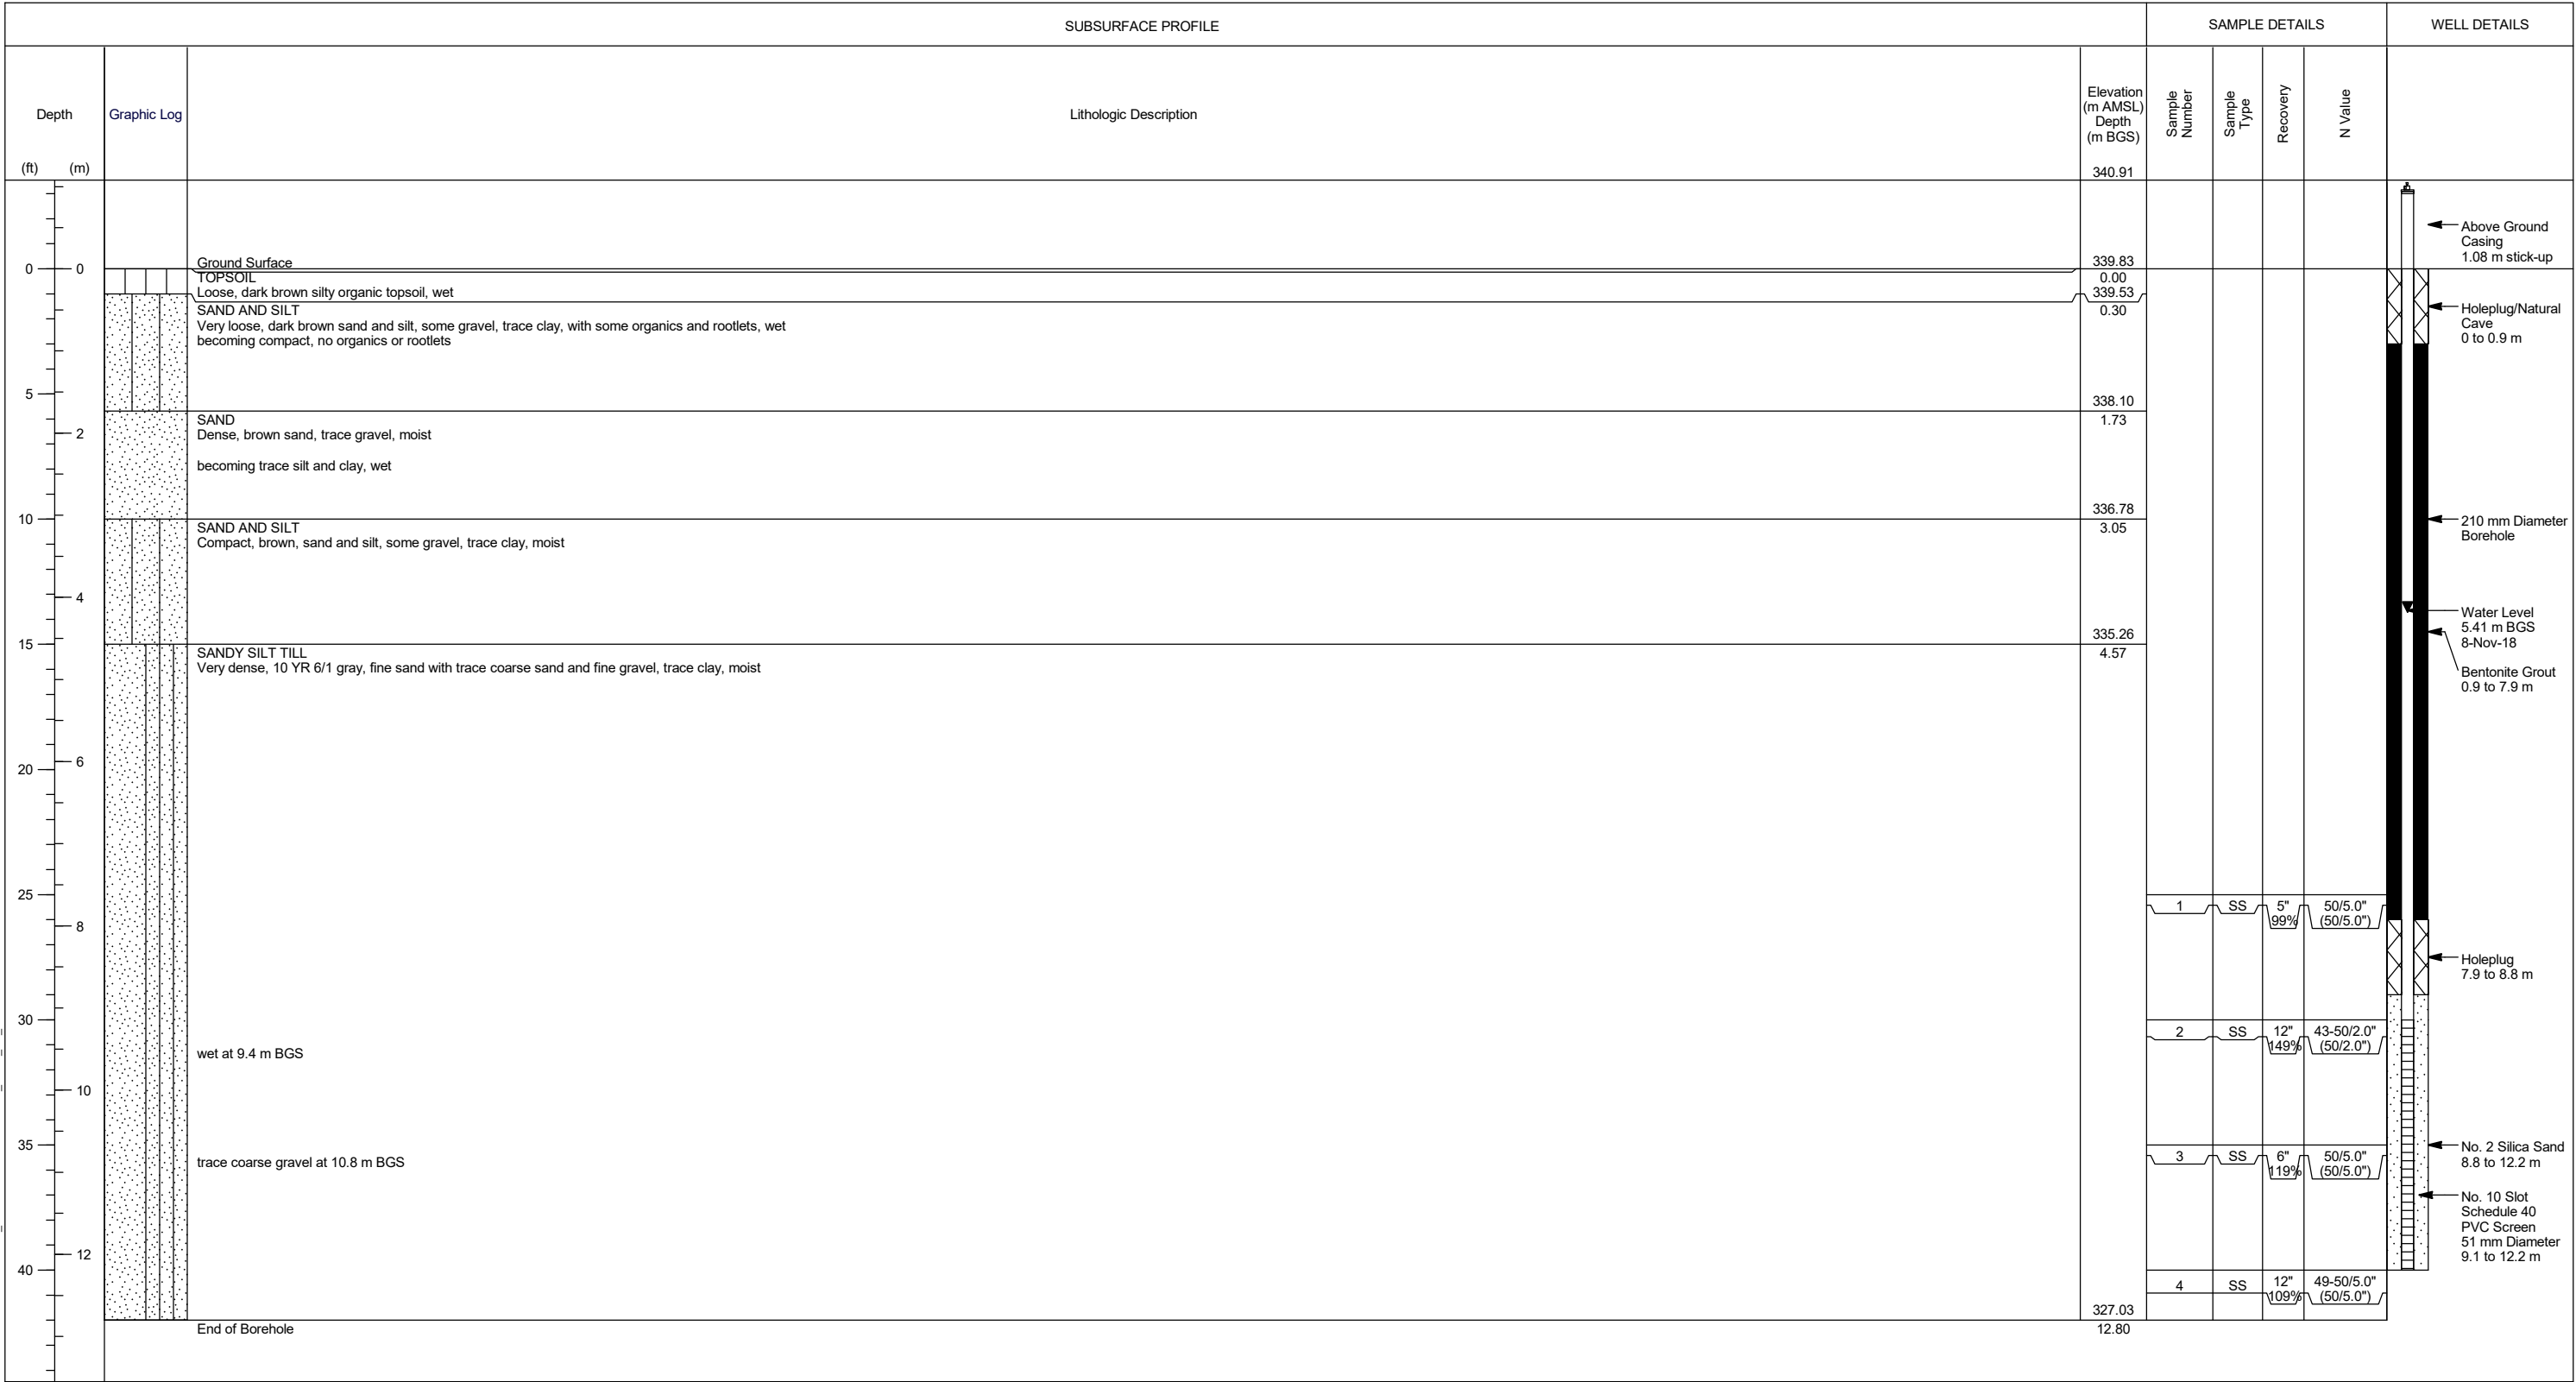 SUBSURFACE PROFILE
SAMPLE DETAILS
WELL DETAILS
Depth
Graphic Log
Lithologic Description
Elevation
(m AMSL)
Depth
(m BGS)
Sample
Number
Sample
Type
Recovery
N Value
(ft) (m)
340.91
Above Ground
Casing
1.08 m stick-up
Ground Surface
339.83
0 0
TOPSOIL
0.00
Loose, dark brown silty organic topsoil, wet
339.53
SAND AND SILT
0.30
Very loose, dark brown sand and silt, some gravel, trace clay, with some organics and rootlets, wet
becoming compact, no organics or rootlets
Holeplug/Natural
Cave
0 to 0.9 m
5
338.10
SAND
1.73
Dense, brown sand, trace gravel, moist
2
becoming trace silt and clay, wet
336.78
10
SAND AND SILT
3.05
Compact, brown, sand and silt, some gravel, trace clay, moist
210 mm Diameter
Borehole
4
Water Level
5.41 m BGS
8-Nov-18
335.26
15
SANDY SILT TILL
4.57
Very dense, 10 YR 6/1 gray, fine sand with trace coarse sand and fine gravel, trace clay, moist
Bentonite Grout
0.9 to 7.9 m
6
20
25
1 SS 5" 50/5.0"
99% (50/5.0")
8
Holeplug
7.9 to 8.8 m
30
2 SS 12" 43-50/2.0"
149% (50/2.0")
wet at 9.4 m BGS
10
35
3 SS 6" 50/5.0"
119% (50/5.0")
trace coarse gravel at 10.8 m BGS
No. 2 Silica Sand
8.8 to 12.2 m
No. 10 Slot
Schedule 40
PVC Screen
51 mm Diameter
9.1 to 12.2 m
12
40
4 SS 12" 49-50/5.0"
109% (50/5.0")
327.03
End of Borehole
12.80